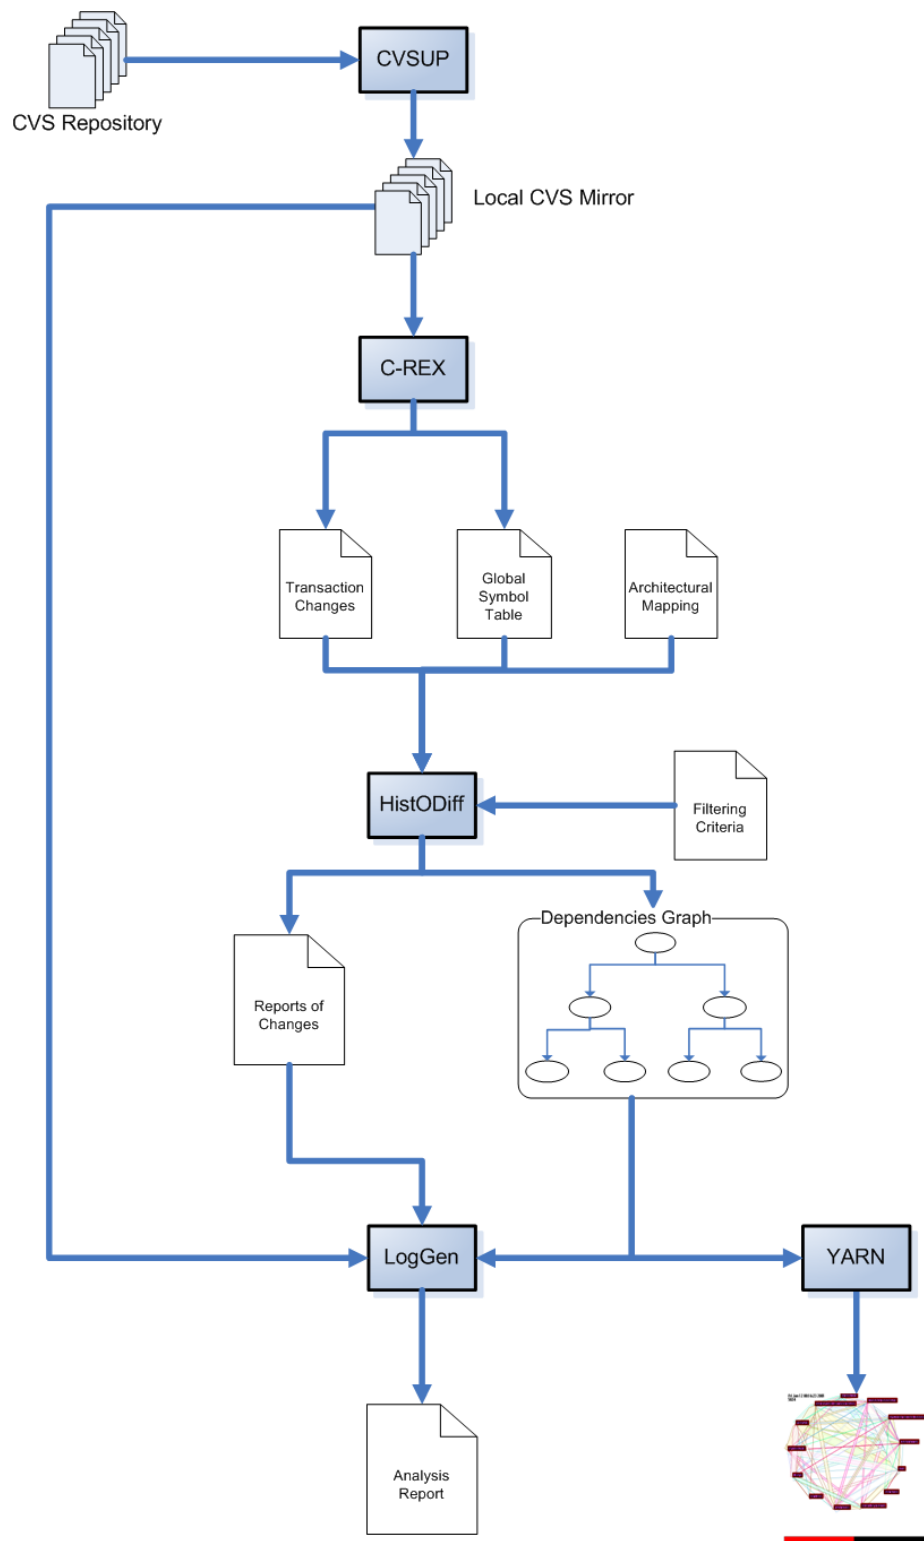 CVSUP
CVS Repository
Local CVS Mirror
C-REX
Transaction
Changes
Global
Symbol
Table
Architectural
Mapping
HistODiff
Filtering
Criteria
Dependencies Graph
Reports of
Changes
LogGen
YARN
Analysis
Report